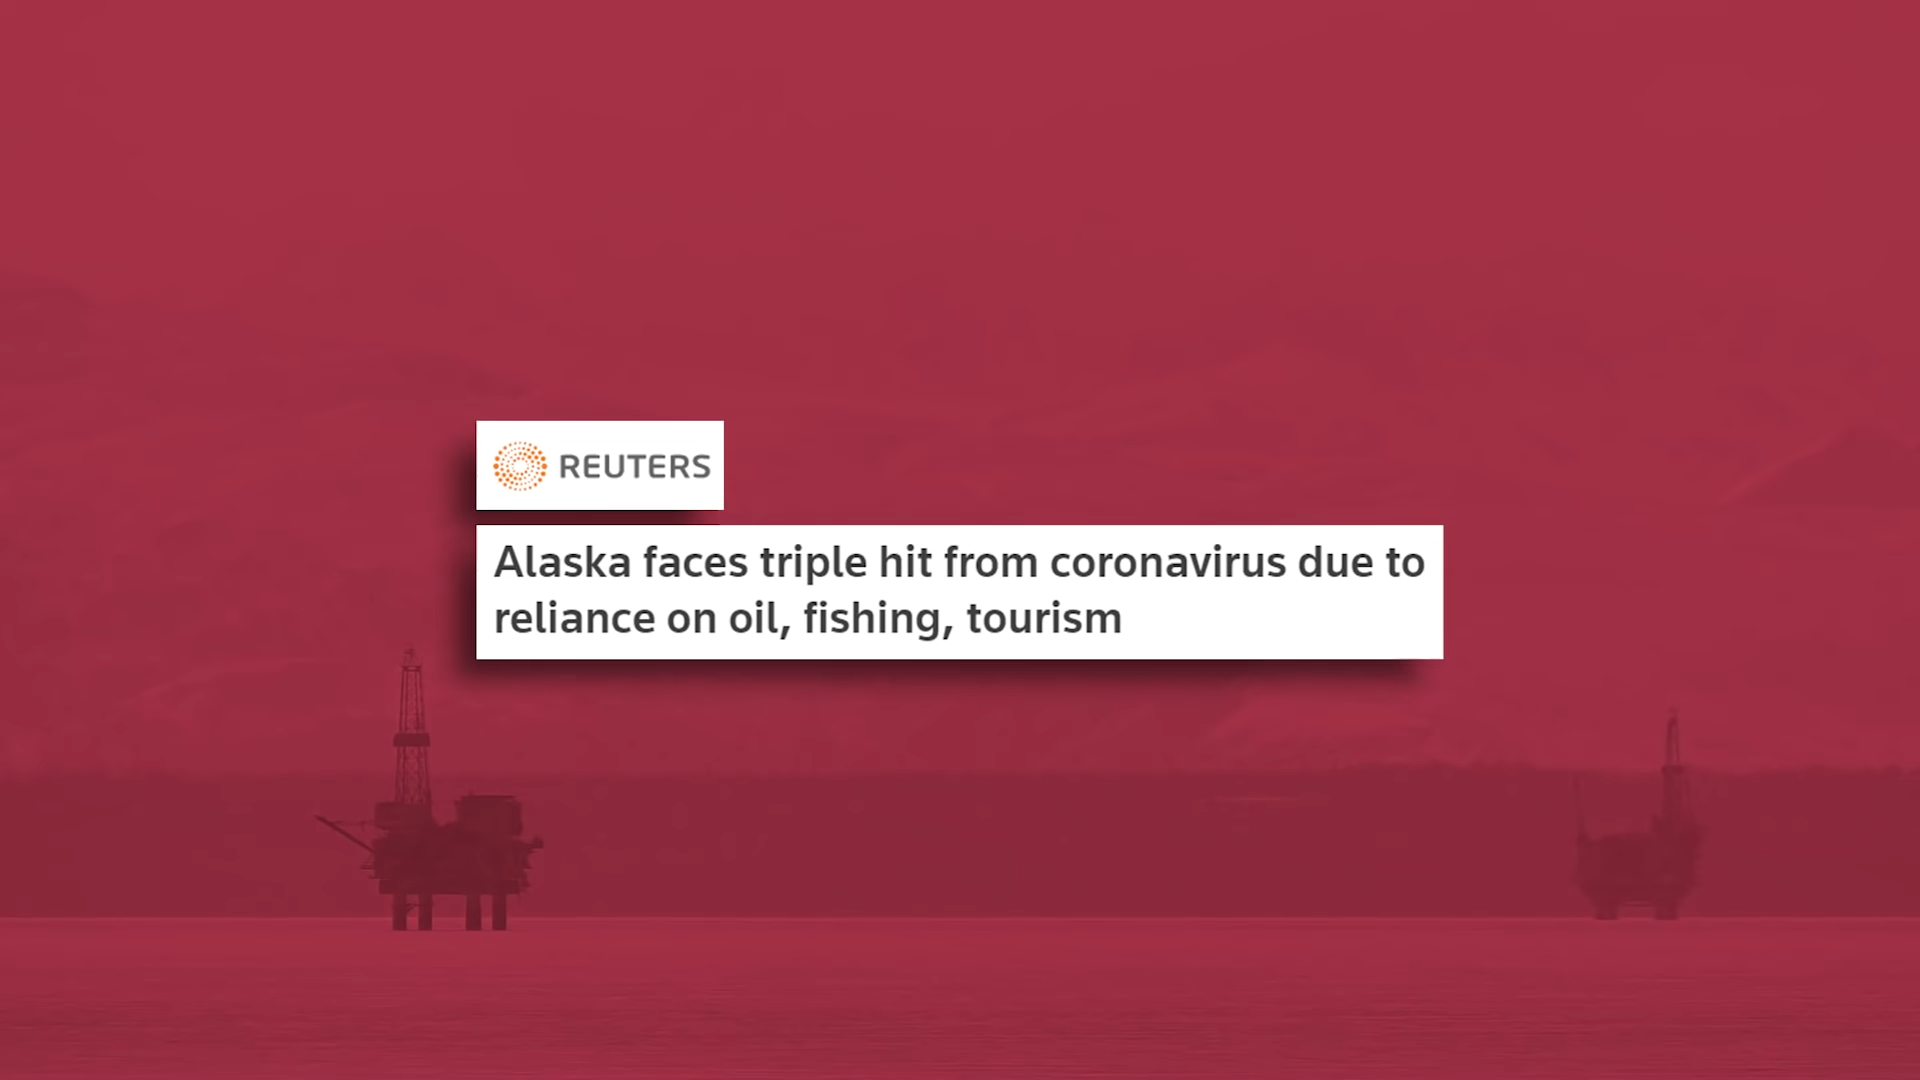 REUTERS
Alaska faces triple hit from coronavirus due to
reliance on oil, fishing, tourism